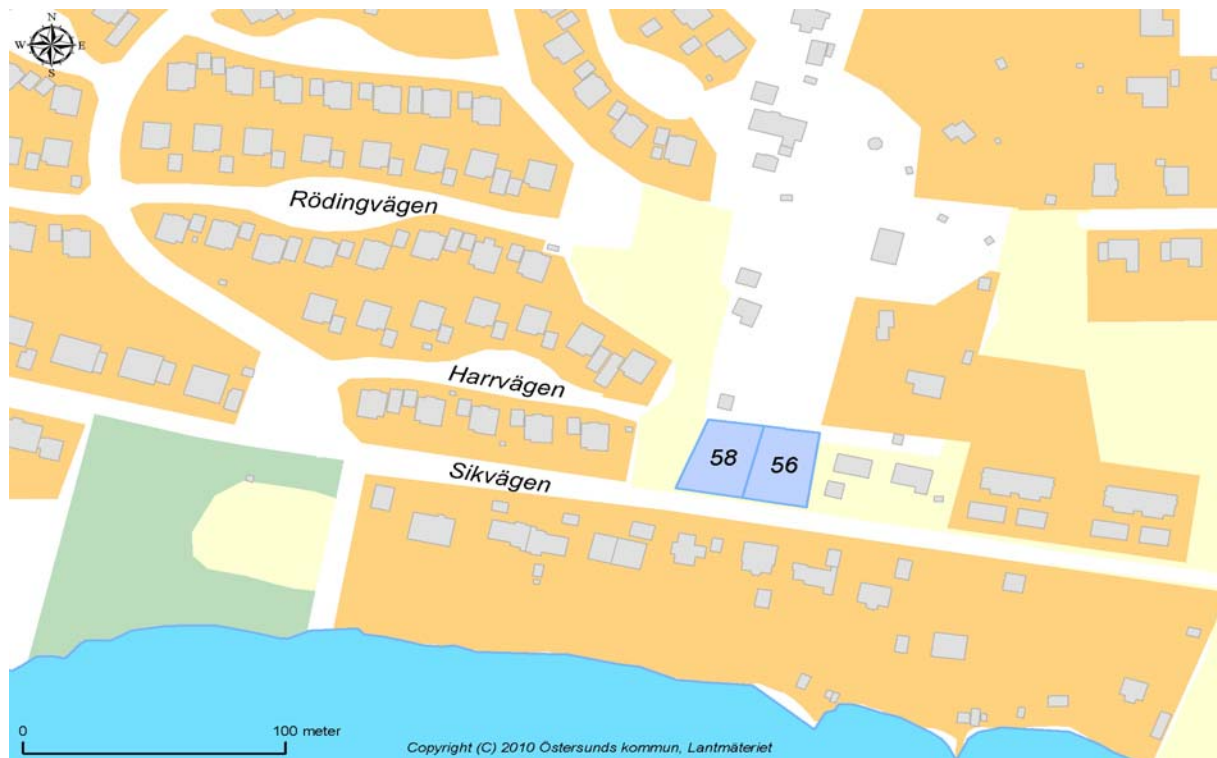 N
W E
S
Rödingvägen
Harrvägen
58 56
Sikvägen
0 100 meter
Copyright (C) 2010 Östersunds kommun, Lantmäteriet